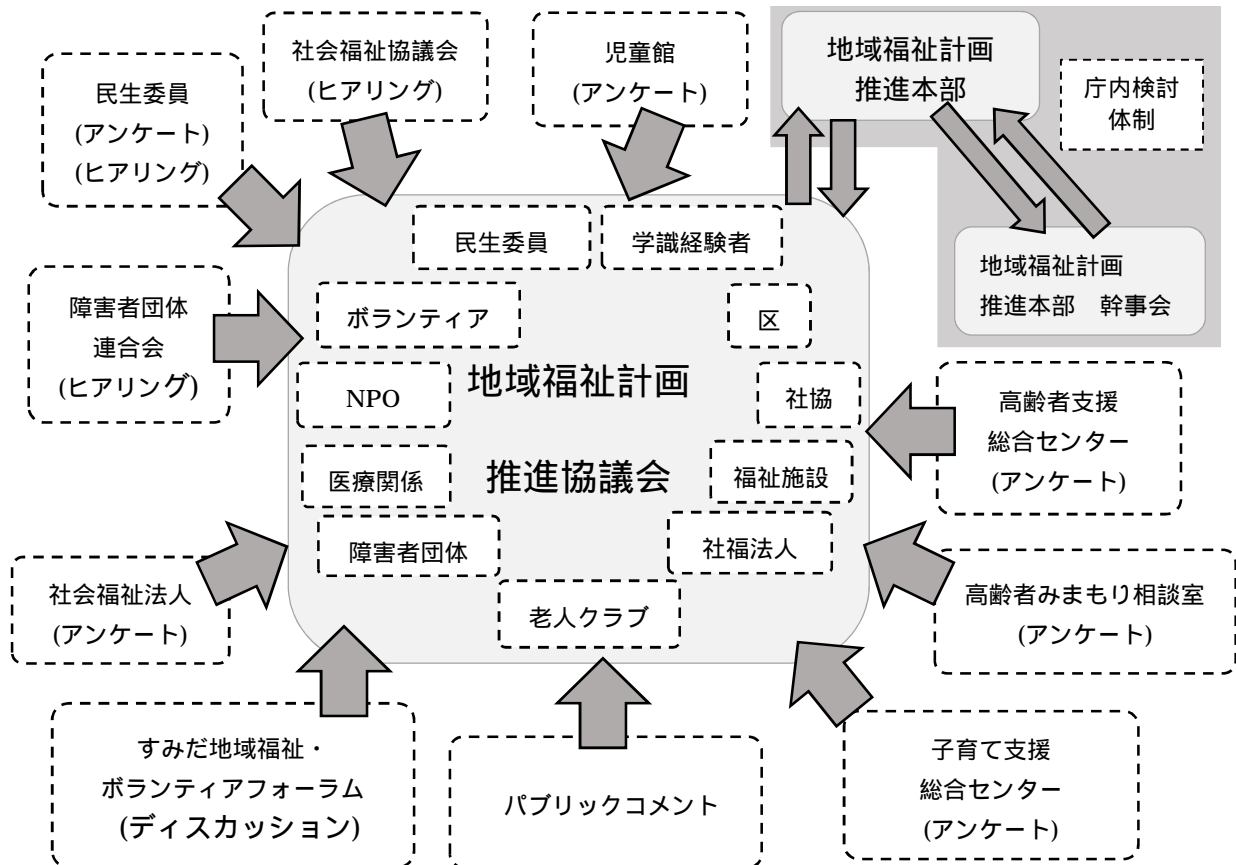 社会福祉協議会
(ヒアリング)
児童館
(アンケート)
地域福祉計画
推進本部
庁内検討
体制
民生委員
(アンケート)
(ヒアリング)
民生委員
学識経験者
地域福祉計画
推進本部　幹事会
障害者団体
連合会
(ヒアリング)
ボランティア
区
NPO
地域福祉計画
社協
高齢者支援
総合センター
(アンケート)
医療関係
推進協議会
福祉施設
障害者団体
社福法人
社会福祉法人
(アンケート)
老人クラブ
高齢者みまもり相談室
(アンケート)
すみだ地域福祉・
ボランティアフォーラム
(ディスカッション)
パブリックコメント
子育て支援
総合センター
(アンケート)